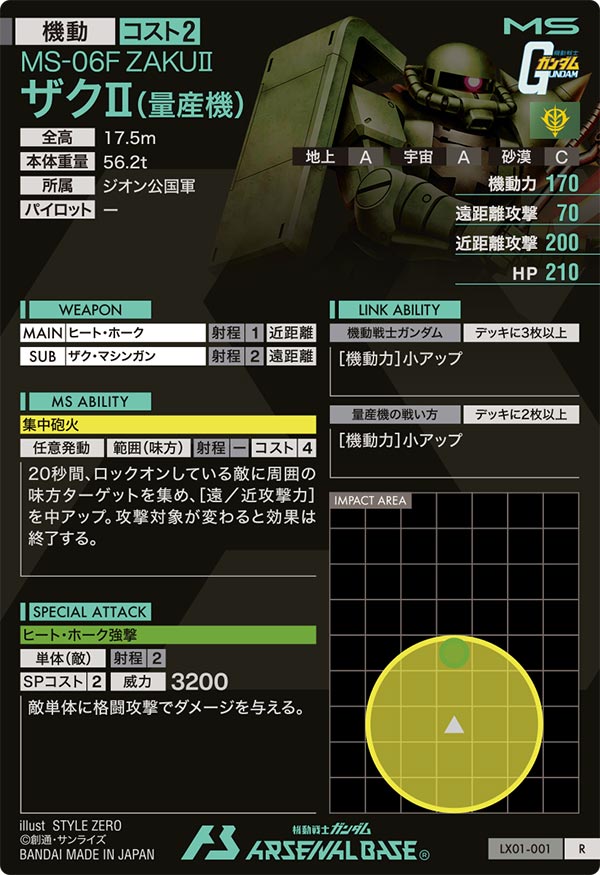 機動 コスト2
MS
MS-06F ZAKUII
機動戦士
ガンダム
GUNDAM
ザクII(量産機)
全高 17.5m
本体重量 56.2t
所属 ジオン公国軍
パイロット ー
地上 A 宇宙 A 砂漠 C
機動力 170
遠距離攻撃 70
近距離攻撃 200
HP 210
WEAPON
MAIN ヒート・ホーク 射程 1 近距離
SUB ザク・マシンガン 射程 2 遠距離
MS ABILITY
集中砲火
任意発動 範囲(味方) 射程 ー コスト 4
20秒間、ロックオンしている敵に周囲の
味方ターゲットを集め、[遠/近攻撃力]
を中アップ。攻撃対象が変わると効果は
終了する。
SPECIAL ATTACK
ヒート・ホーク強撃
単体(敵) 射程 2
SPコスト 2 威力 3200
敵単体に格闘攻撃でダメージを与える。
LINK ABILITY
機動戦士ガンダム デッキに3枚以上
[機動力]小アップ
量産機の戦い方 デッキに2枚以上
[機動力]小アップ
IMPACT AREA
illust STYLE ZERO
©創通・サンライズ
BANDAI MADE IN JAPAN
機動戦士ガンダム
AB ARSENAL BASE®
LX01-001 R